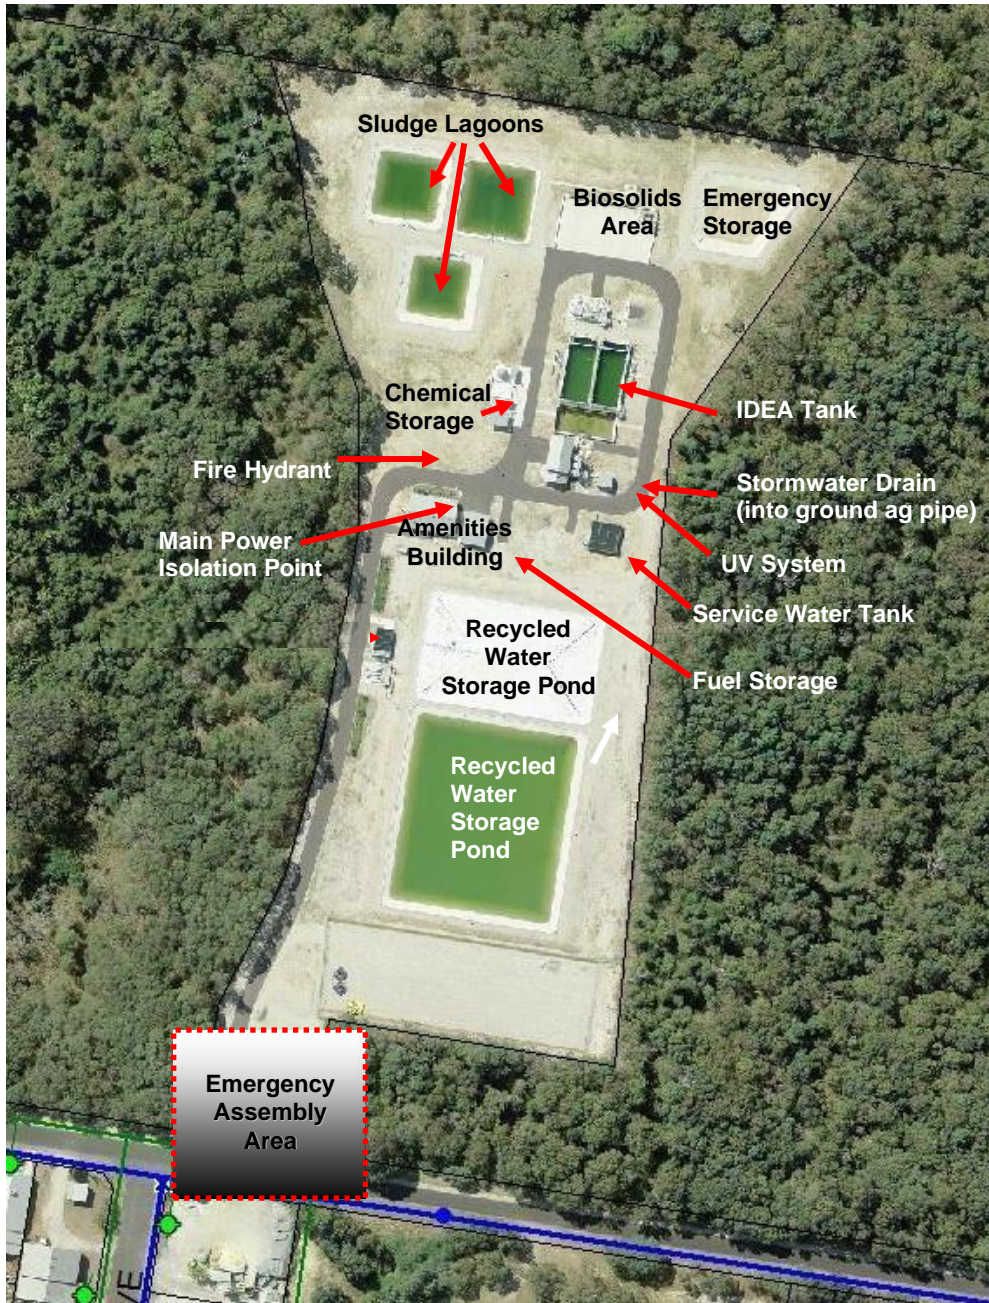 Sludge Lagoons
Biosolids
Area
Emergency
Storage
Chemical
Storage
IDEA Tank
Fire Hydrant
Stormwater Drain
(into ground ag pipe)
Main Power
Isolation Point
Amenities
Building
UV System
Service Water Tank
Recycled
Water
Storage Pond
Fuel Storage
Recycled
Water
Storage
Pond
Emergency
Assembly
Area